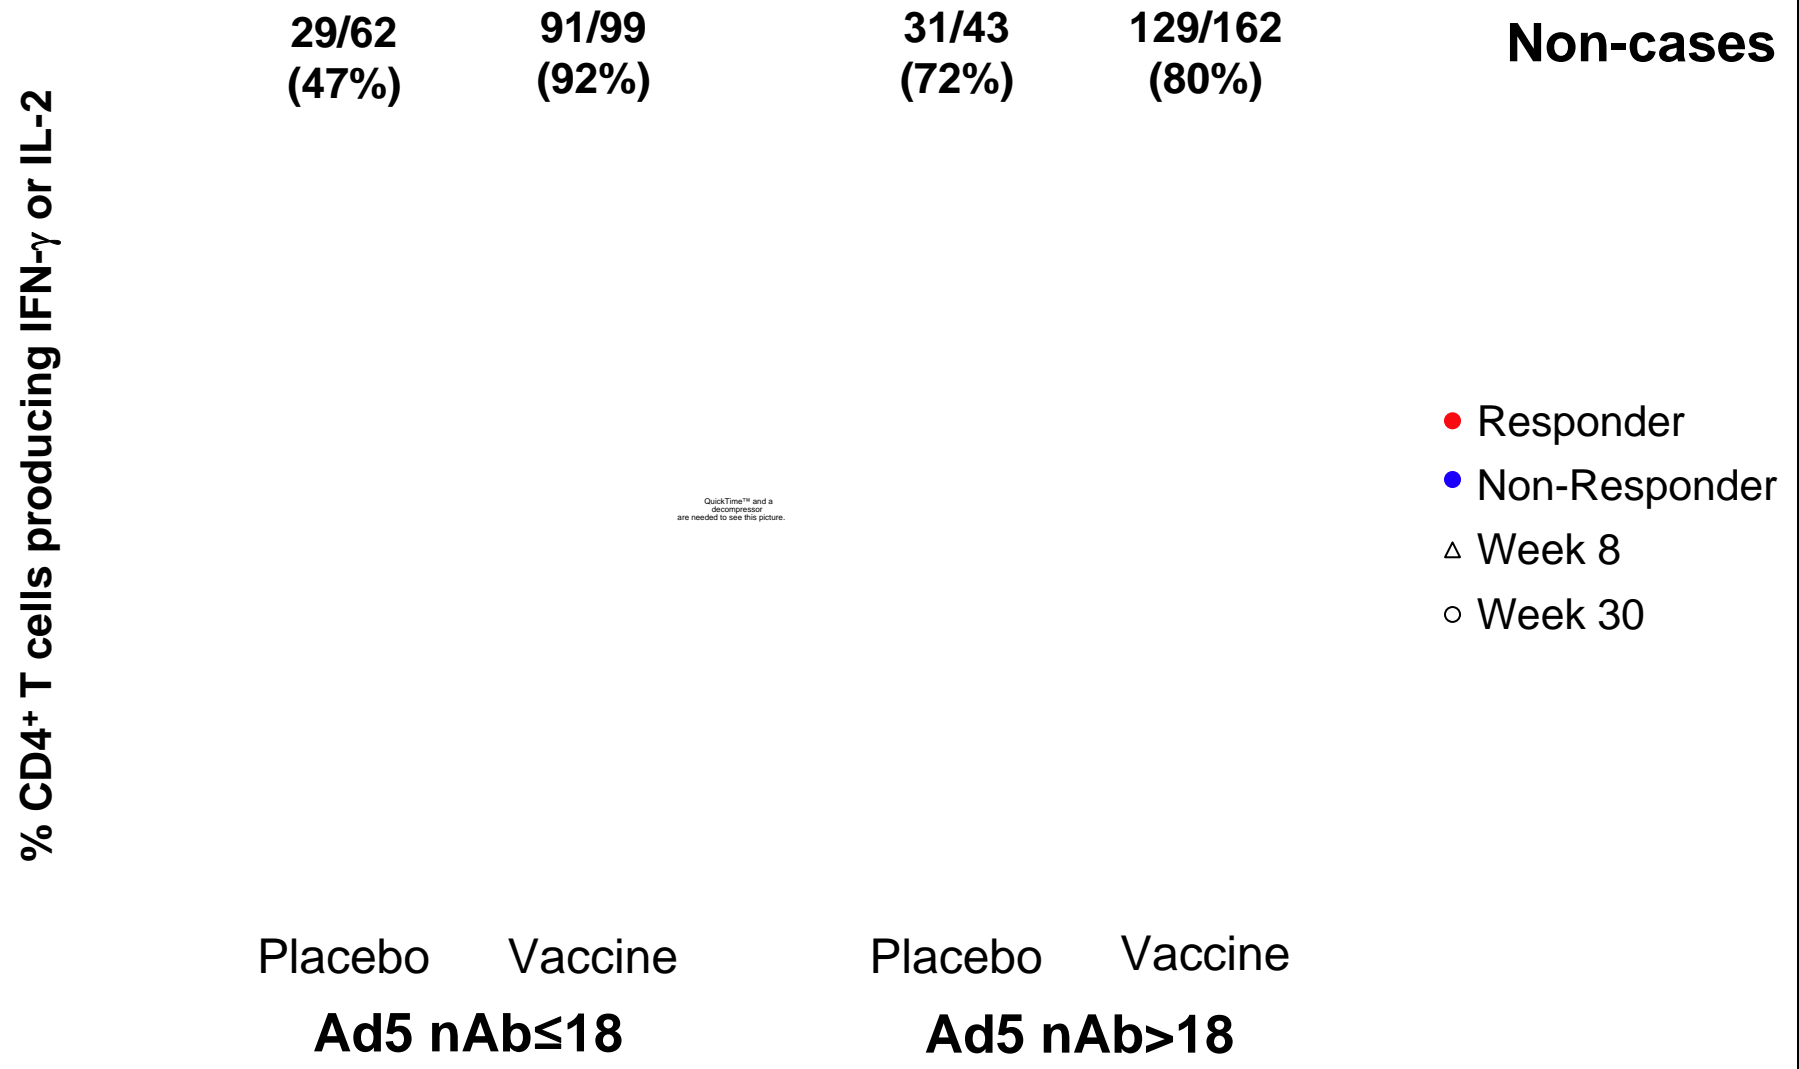 29/62
(47%)
91/99
(92%)
31/43
(72%)
129/162
(80%)
Non-cases
% CD4⁺ T cells producing IFN-γ or IL-2
QuickTime™ and a
decompressor
are needed to see this picture.
Responder
Non-Responder
Week 8
Week 30
Placebo
Vaccine
Placebo
Vaccine
Ad5 nAb≤18
Ad5 nAb>18